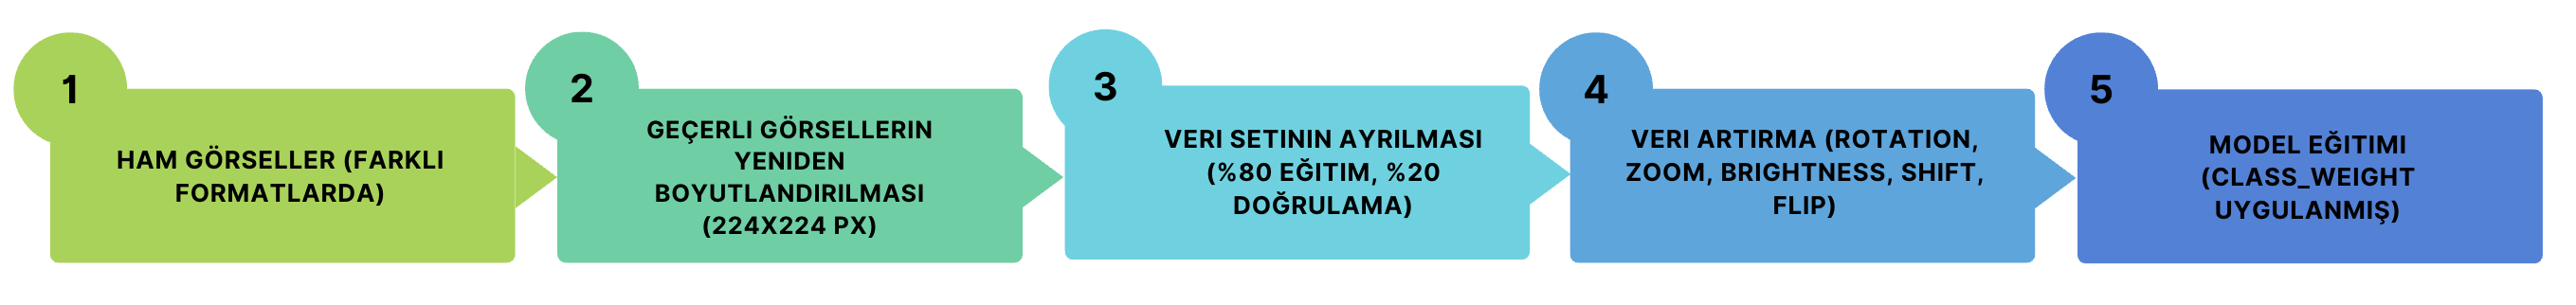 1
HAM GÖRSELLER (FARKLI
FORMATLARDA)
2
GEÇERLI GÖRSELLERIN
YENIDEN
BOYUTLANDIRILMASI
(224X224 PX)
3
VERI SETININ AYRILMASI
(%80 EĞITIM, %20
DOĞRULAMA)
4
VERI ARTIRMA (ROTATION,
ZOOM, BRIGHTNESS, SHIFT,
FLIP)
5
MODEL EĞITIMI
(CLASS_WEIGHT
UYGULANMIŞ)